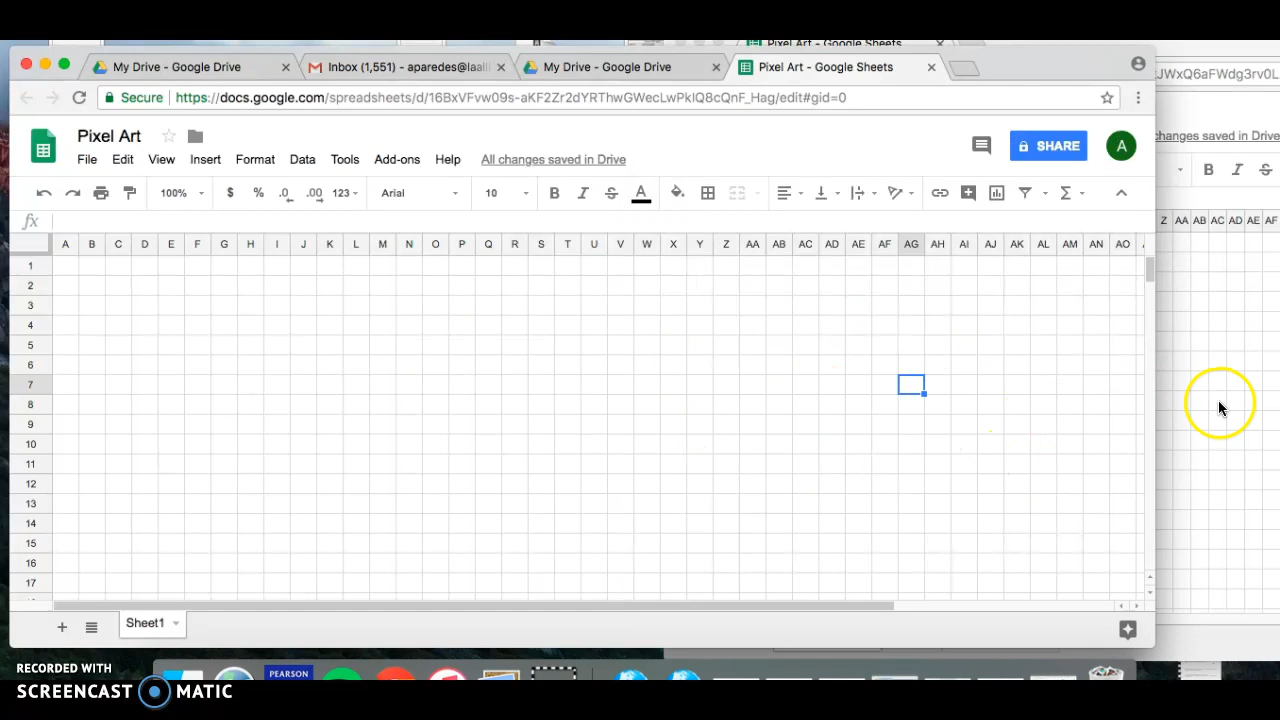 Pixel Art - Google Sheets
My Drive - Google Drive
Inbox (1,551) - aparedes@laall
My Drive - Google Drive
Pixel Art - Google Sheets
JWxQ6aFWdg3rv0L
Secure
https://docs.google.com/spreadsheets/d/16BxVFvw09s-aKF2Zr2dYRThwGWecLwPkIQ8cQnF_Hag/edit#gid=0
Pixel Art
SHARE
A
changes saved in Drive
File Edit View Insert Format Data Tools Add-ons Help All changes saved in Drive
100% $ % .0 .00 123 Arial 10 B I S A Σ
B I S
fx
Z AA AB AC AD AE AF
A B C D E F G H I J K L M N O P Q R S T U V W X Y Z AA AB AC AD AE AF AG AH AI AJ AK AL AM AN AO
1
2
3
4
5
6
7
8
9
10
11
12
13
14
15
16
17
Sheet1
RECORDED WITH
SCREENCAST MATIC
PEARSON